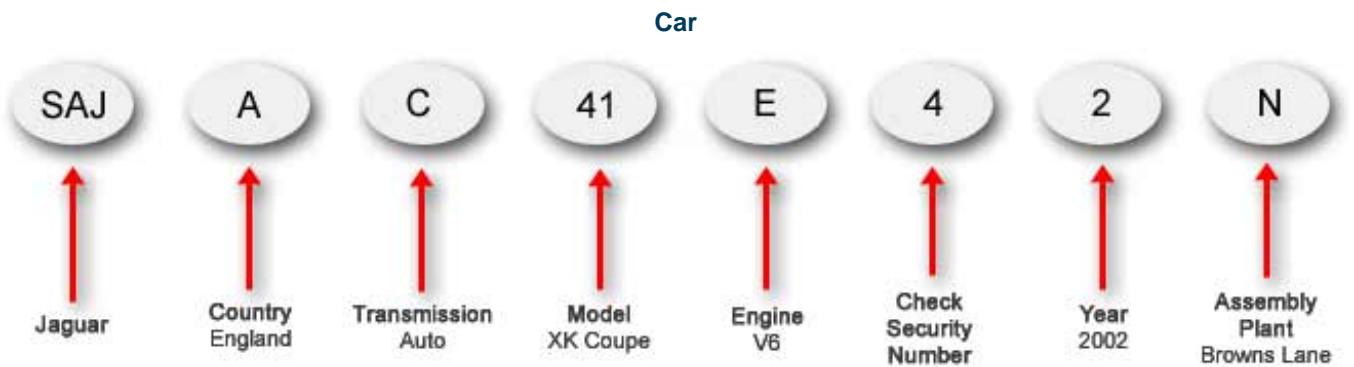 Car
SAJ A C 41 E 4 2 N
Jaguar
Country
England
Transmission
Auto
Model
XK Coupe
Engine
V6
Check
Security
Number
Year
2002
Assembly
Plant
Browns Lane